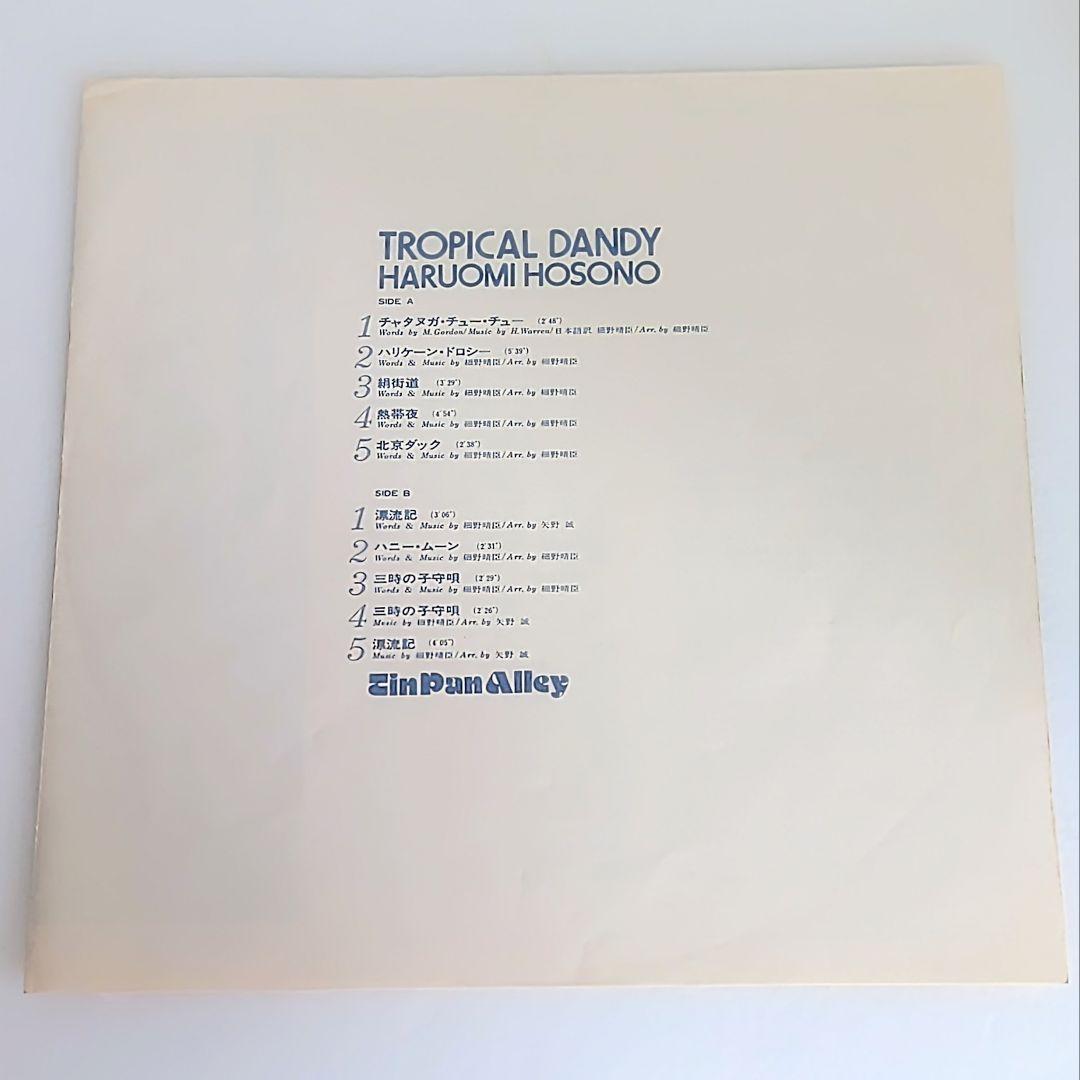 TROPICAL DANDY
HARUOMI HOSONO
SIDE A
1 チャタヌガ・チュー・チュー (2'48")
Words by M.Gordon/Music by H.Warren/日本語訳 細野晴臣/Arr. by 細野晴臣
2 ハリケーン・ドロシー (5'39")
Words & Music by 細野晴臣/Arr. by 細野晴臣
3 絹街道 (3'29")
Words & Music by 細野晴臣/Arr. by 細野晴臣
4 熱帯夜 (4'54")
Words & Music by 細野晴臣/Arr. by 細野晴臣
5 北京ダック (2'38")
Words & Music by 細野晴臣/Arr. by 細野晴臣
SIDE B
1 漂流記 (3'06")
Words & Music by 細野晴臣/Arr. by 矢野 誠
2 ハニー・ムーン (2'31")
Words & Music by 細野晴臣/Arr. by 細野晴臣
3 三時の子守唄 (2'29")
Words & Music by 細野晴臣/Arr. by 細野晴臣
4 三時の子守唄 (2'26")
Music by 細野晴臣/Arr. by 矢野 誠
5 漂流記 (4'05")
Music by 細野晴臣/Arr. by 矢野 誠
Tin Pan Alley